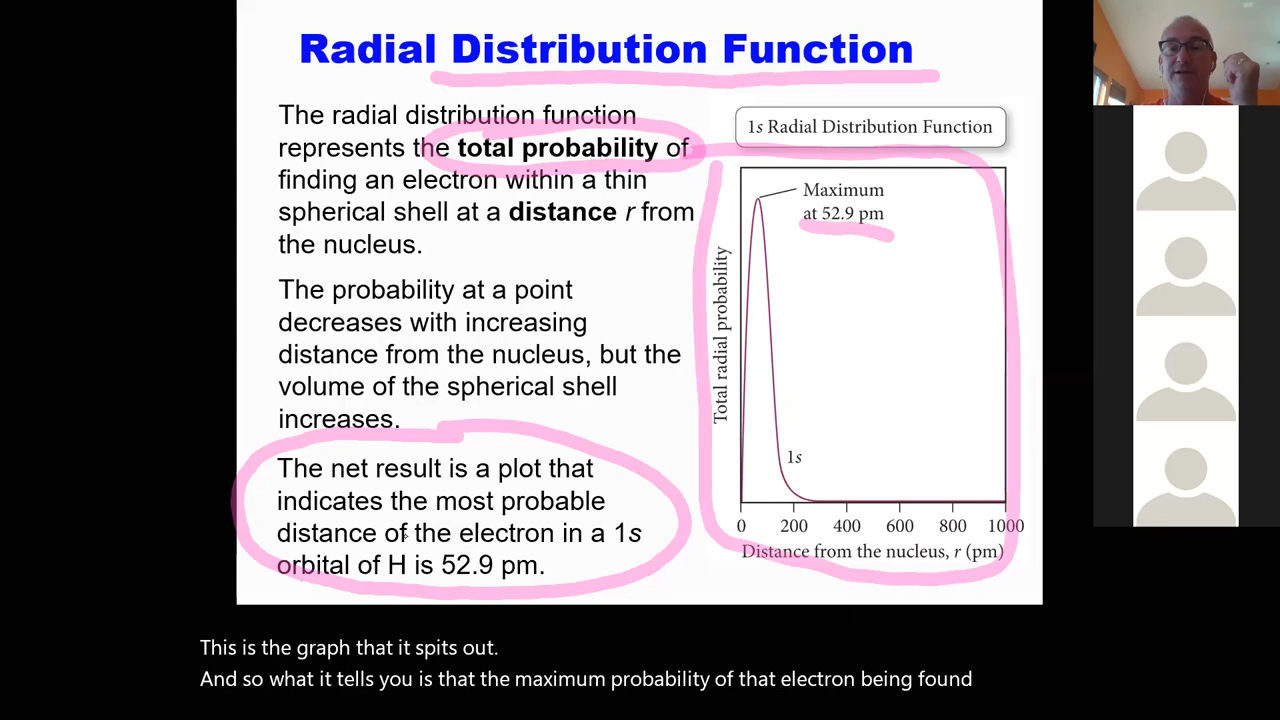 Radial Distribution Function
The radial distribution function
represents the total probability of
finding an electron within a thin
spherical shell at a distance r from
the nucleus.
The probability at a point
decreases with increasing
distance from the nucleus, but the
volume of the spherical shell
increases.
The net result is a plot that
indicates the most probable
distance of the electron in a 1s
orbital of H is 52.9 pm.
1s Radial Distribution Function
Maximum
at 52.9 pm
Total radial probability
1s
0 200 400 600 800 1000
Distance from the nucleus, r (pm)
This is the graph that it spits out.
And so what it tells you is that the maximum probability of that electron being found